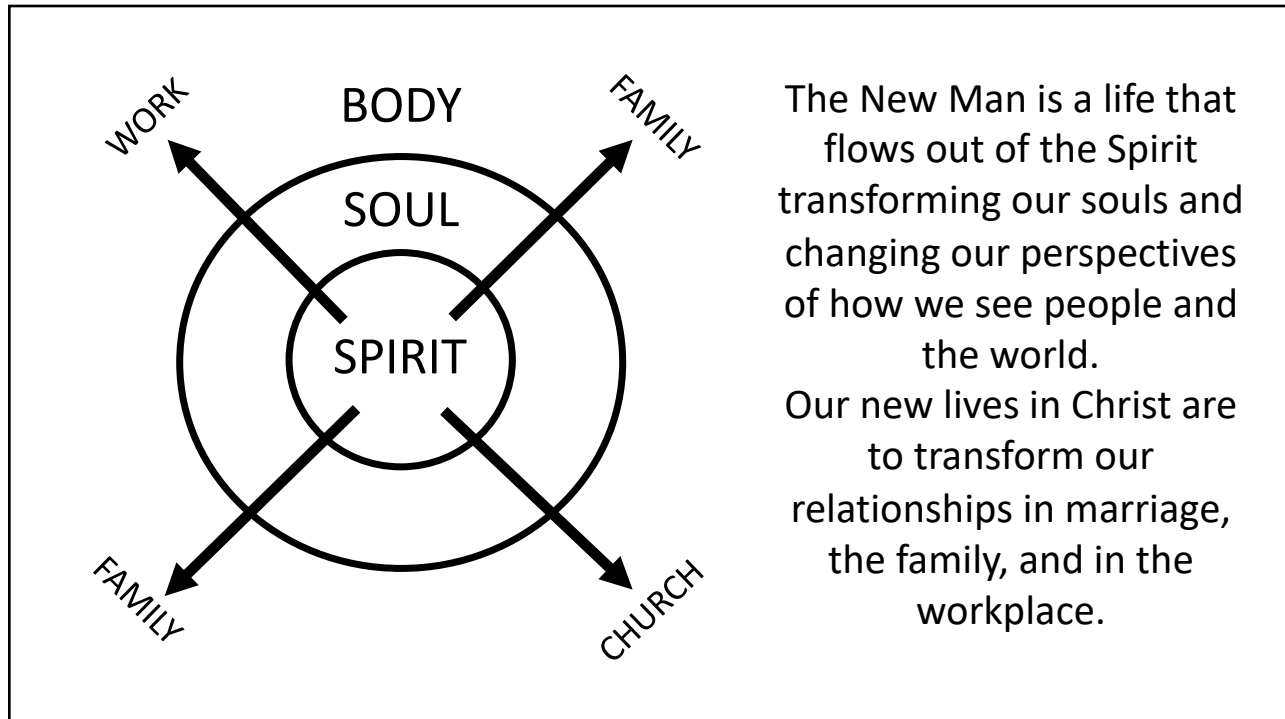 WORK
BODY
FAMILY
SOUL
SPIRIT
FAMILY
CHURCH
The New Man is a life that
flows out of the Spirit
transforming our souls and
changing our perspectives
of how we see people and
the world.
Our new lives in Christ are
to transform our
relationships in marriage,
the family, and in the
workplace.